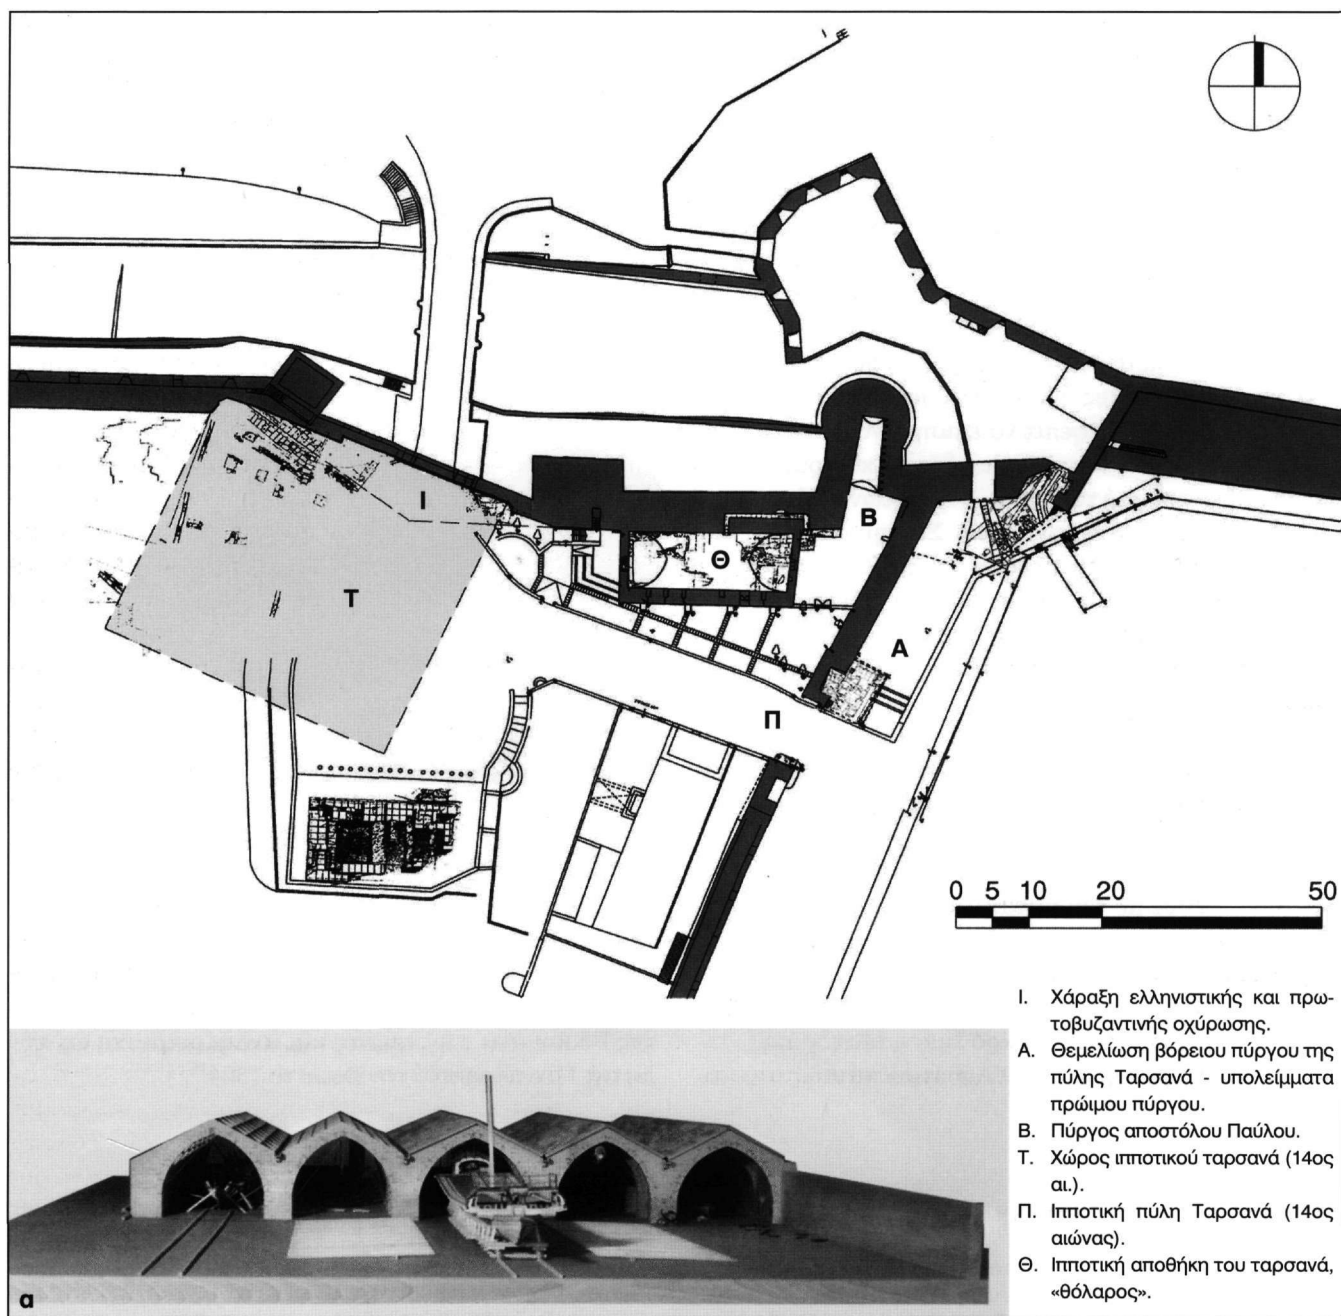 Ι
Β
Ι
Θ
Τ
Α
Π
0 5 10 20 50
Ι. Χάραξη ελληνιστικής και πρω-
τοβυζαντινής οχύρωσης.
Α. Θεμελίωση βόρειου πύργου της
πύλης Ταρσανά - υπολείμματα
πρώιμου πύργου.
Β. Πύργος αποστόλου Παύλου.
Τ. Χώρος ιπποτικού ταρσανά (14ος
αι.).
Π. Ιπποτική πύλη Ταρσανά (14ος
αιώνας).
Θ. Ιπποτική αποθήκη του ταρσανά,
«θόλαρος».
α